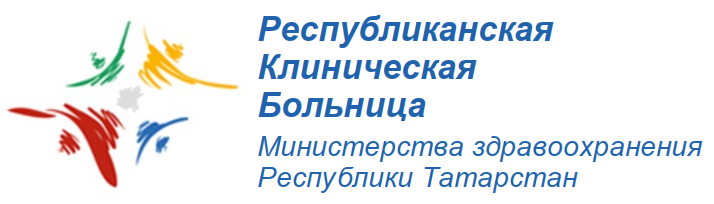 Республиканская
Клиническая
Больница
Министерства здравоохранения
Республики Татарстан